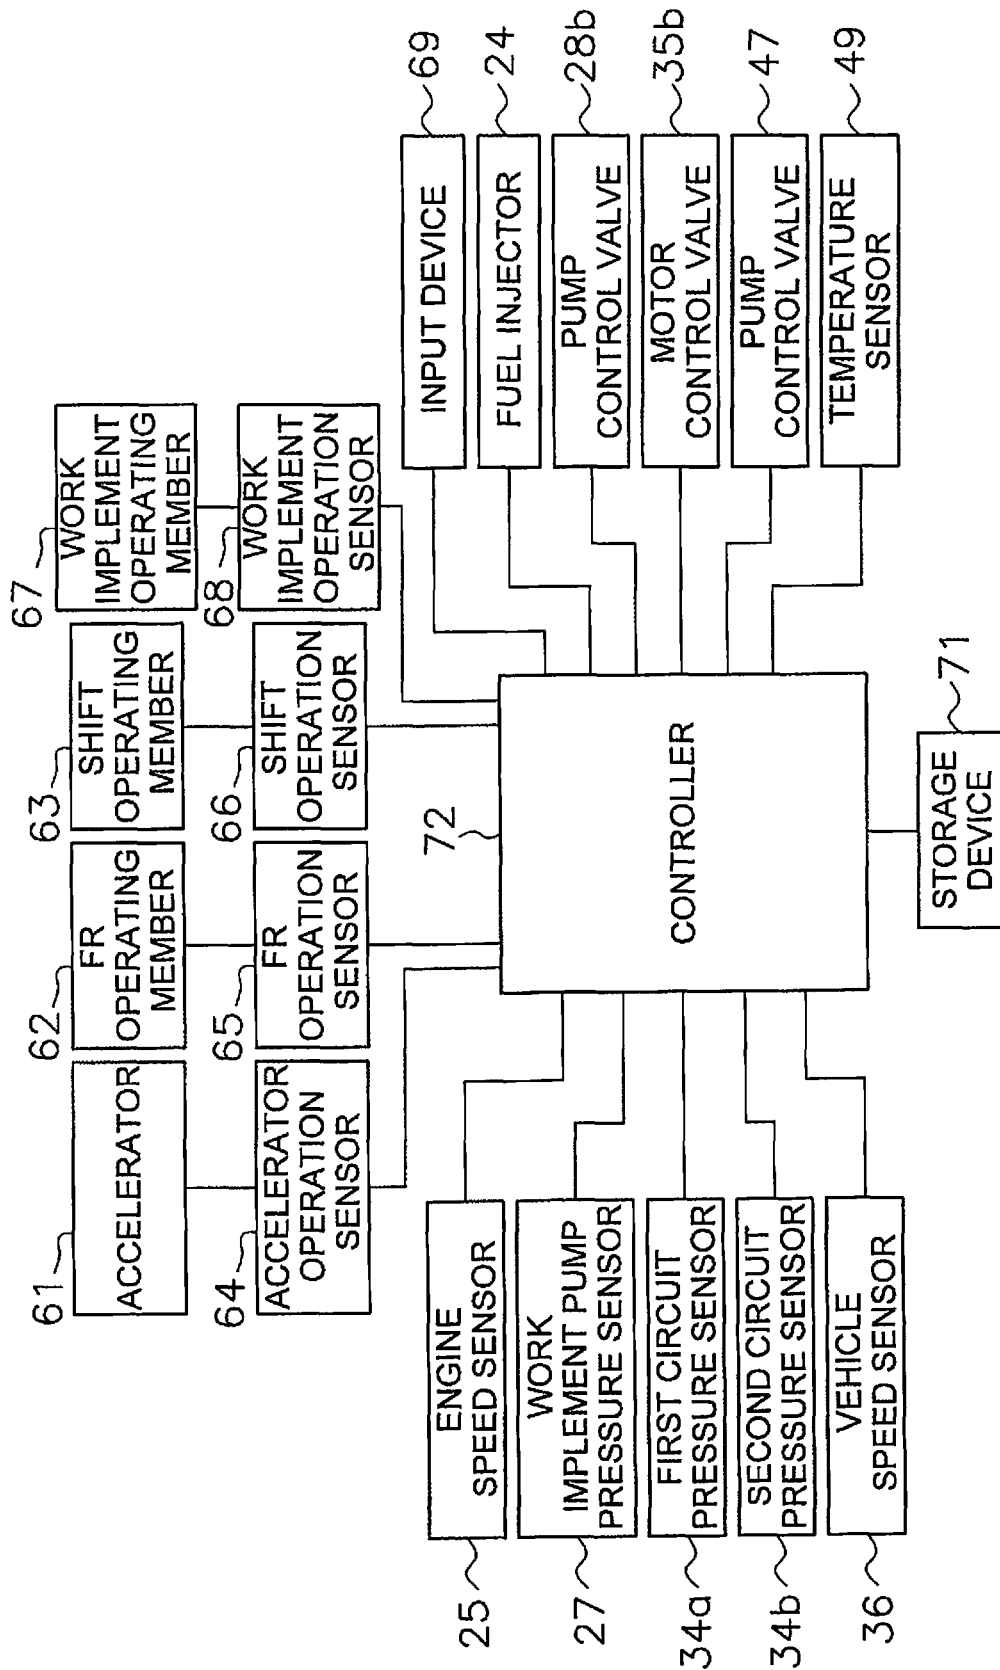 61
ACCELERATOR
62
FR
OPERATING
MEMBER
63
SHIFT
OPERATING
MEMBER
67
WORK
IMPLEMENT
OPERATING
MEMBER
64
ACCELERATOR
OPERATION
SENSOR
65
FR
OPERATION
SENSOR
66
SHIFT
OPERATION
SENSOR
68
WORK
IMPLEMENT
OPERATION
SENSOR
25
ENGINE
SPEED SENSOR
27
WORK
IMPLEMENT PUMP
PRESSURE SENSOR
34a
FIRST CIRCUIT
PRESSURE SENSOR
34b
SECOND CIRCUIT
PRESSURE SENSOR
36
VEHICLE
SPEED SENSOR
72
CONTROLLER
INPUT DEVICE
69
FUEL INJECTOR
24
PUMP
CONTROL VALVE
28b
MOTOR
CONTROL VALVE
35b
PUMP
CONTROL VALVE
47
TEMPERATURE
SENSOR
49
STORAGE
DEVICE
71